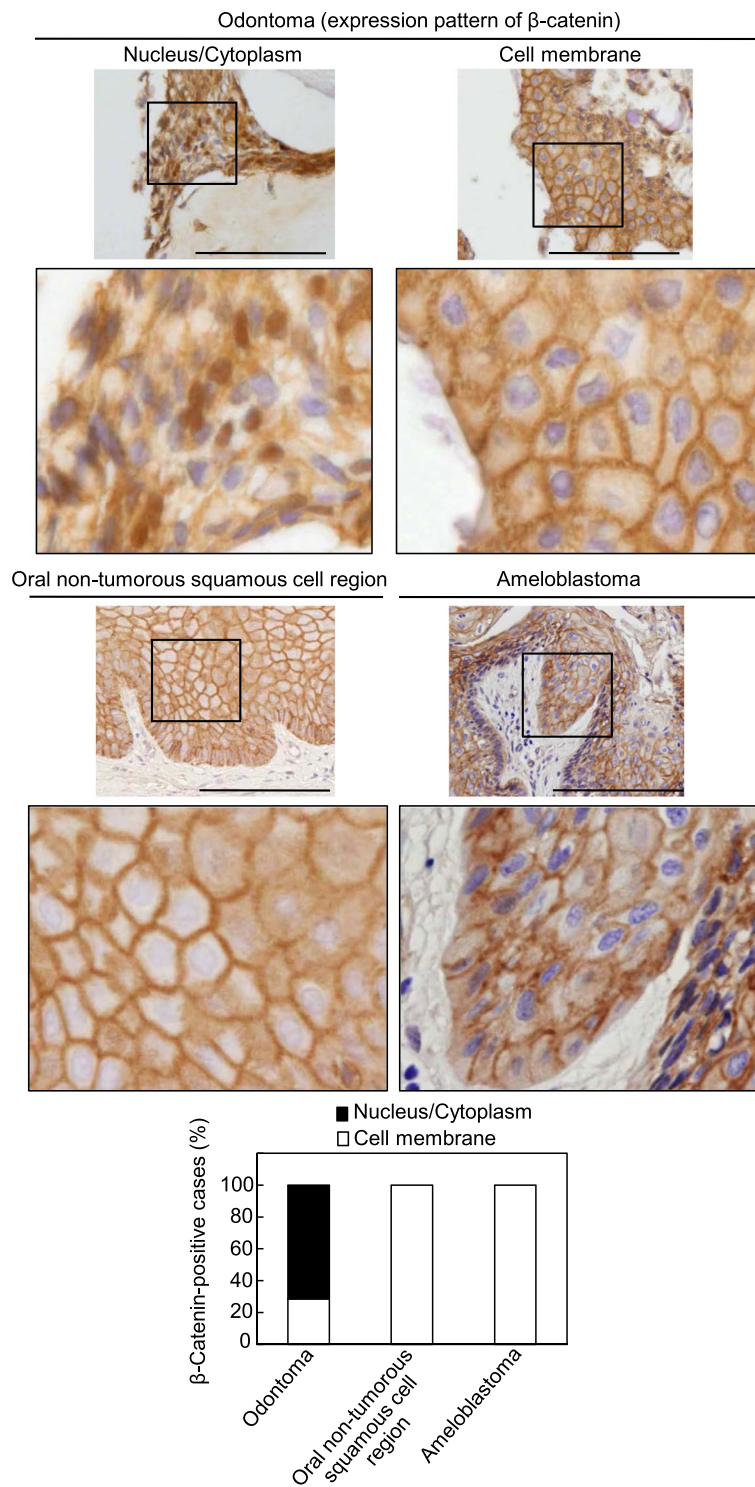 Odontoma (expression pattern of β-catenin)
Nucleus/Cytoplasm
Cell membrane
Oral non-tumorous squamous cell region
Ameloblastoma
Nucleus/Cytoplasm
Cell membrane
β-Catenin-positive cases (%)
100
80
60
40
20
0
Odontoma
Oral non-tumorous
squamous cell
region
Ameloblastoma